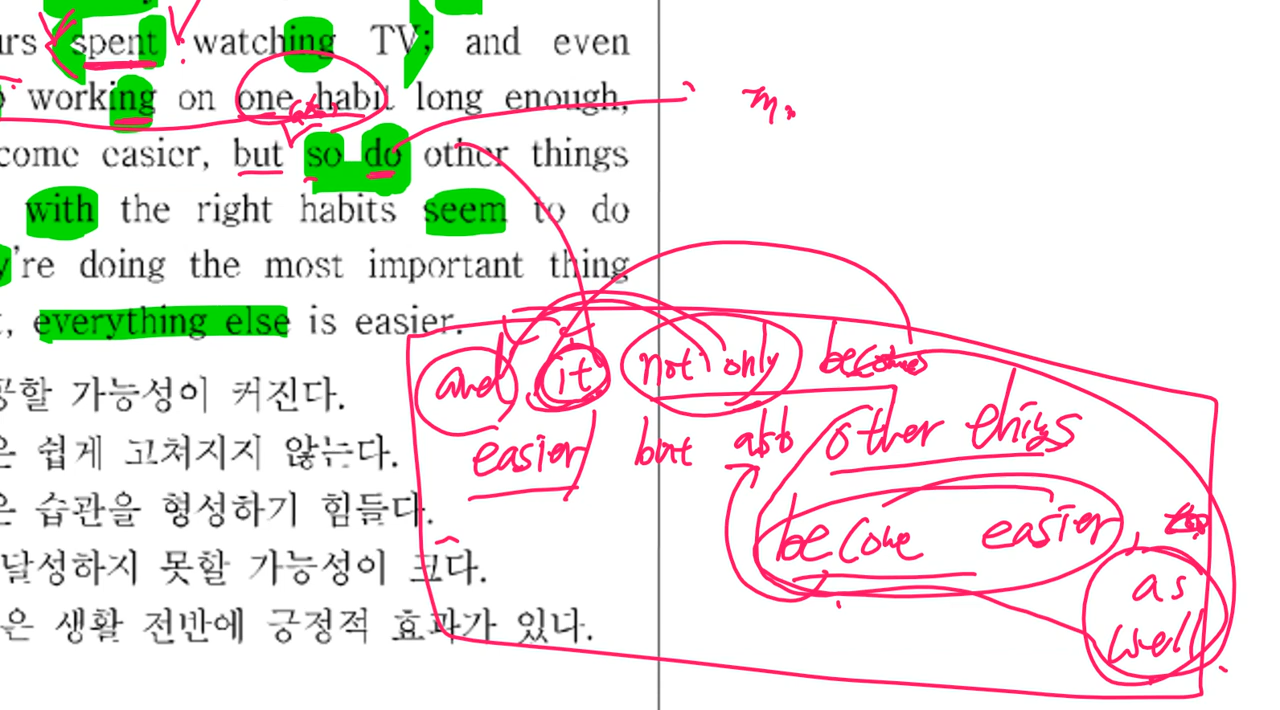 urs spent watching TV; and even
working on one habit long enough,
come easier, but so do other things
with the right habits seem to do
y're doing the most important thing
, everything else is easier.
and it not only becomes
easier but also other things
become easier,
as
well
공할 가능성이 커진다.
은 쉽게 고쳐지지 않는다.
은 습관을 형성하기 힘들다.
달성하지 못할 가능성이 크다.
은 생활 전반에 긍정적 효과가 있나.